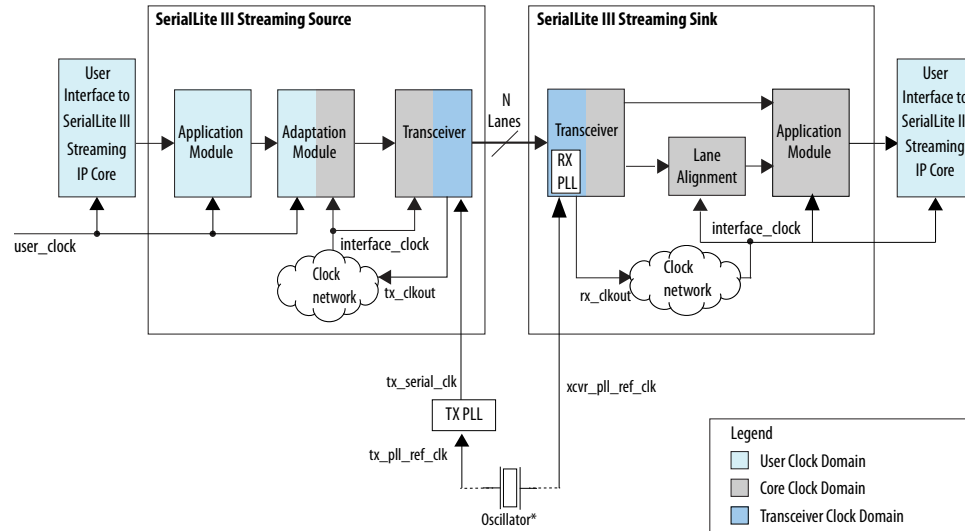 SerialLite III Streaming Source
SerialLite III Streaming Sink
User
Interface to
SerialLite III
Streaming
IP Core
Application
Module
Adaptation
Module
Transceiver
N
Lanes
Transceiver
RX
PLL
Lane
Alignment
Application
Module
User
Interface to
SerialLite II
Streaming
IP Core
user_clock
interface_clock
Clock
network
tx_clkout
interface_clock
rx_clkout
Clock
network
tx_serial_clk
xcvr_pll_ref_clk
TX PLL
tx_pll_ref_clk
Oscillator*
Legend
User Clock Domain
Core Clock Domain
Transceiver Clock Domain